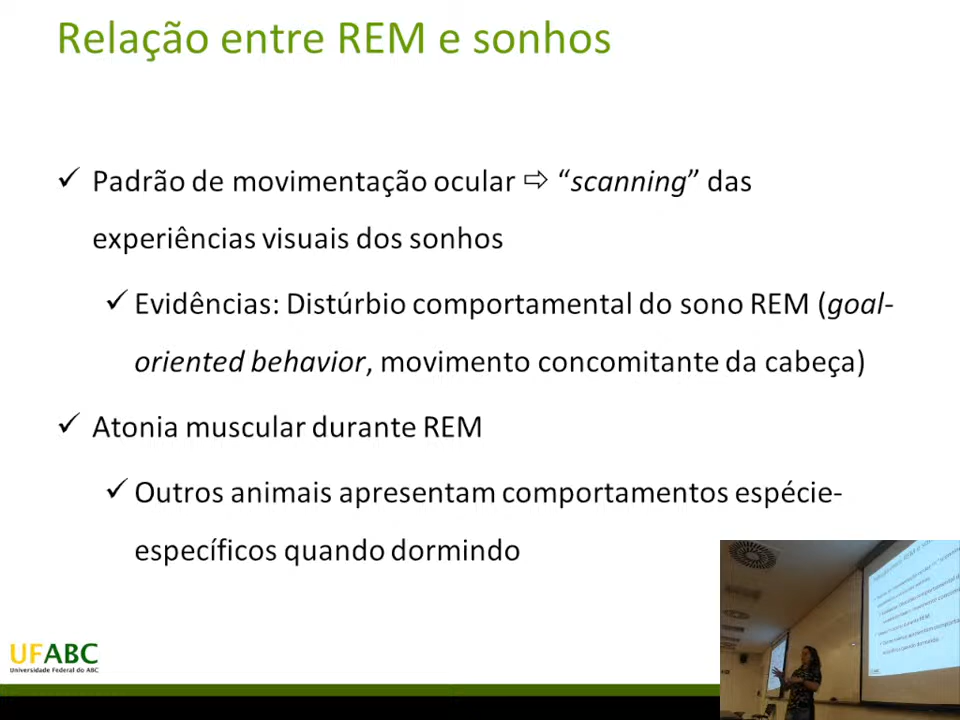 Relação entre REM e sonhos
✓ Padrão de movimentação ocular ⇨ “scanning” das
experiências visuais dos sonhos
✓ Evidências: Distúrbio comportamental do sono REM (goal-
oriented behavior, movimento concomitante da cabeça)
✓ Atonia muscular durante REM
✓ Outros animais apresentam comportamentos espécie-
específicos quando dormindo
UFABC
Universidade Federal do ABC